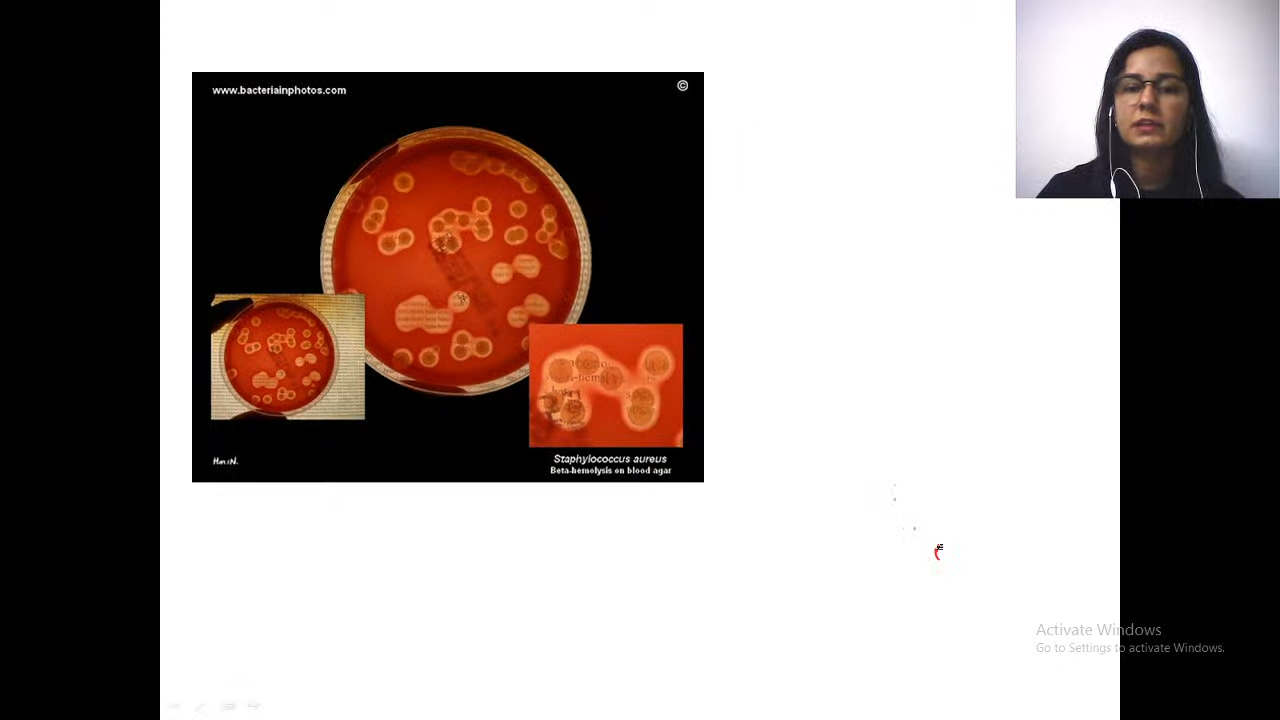 www.bacteriainphotos.com
©
Staphylococcus aureus
Beta-hemolysis on blood agar
Activate Windows
Go to Settings to activate Windows.